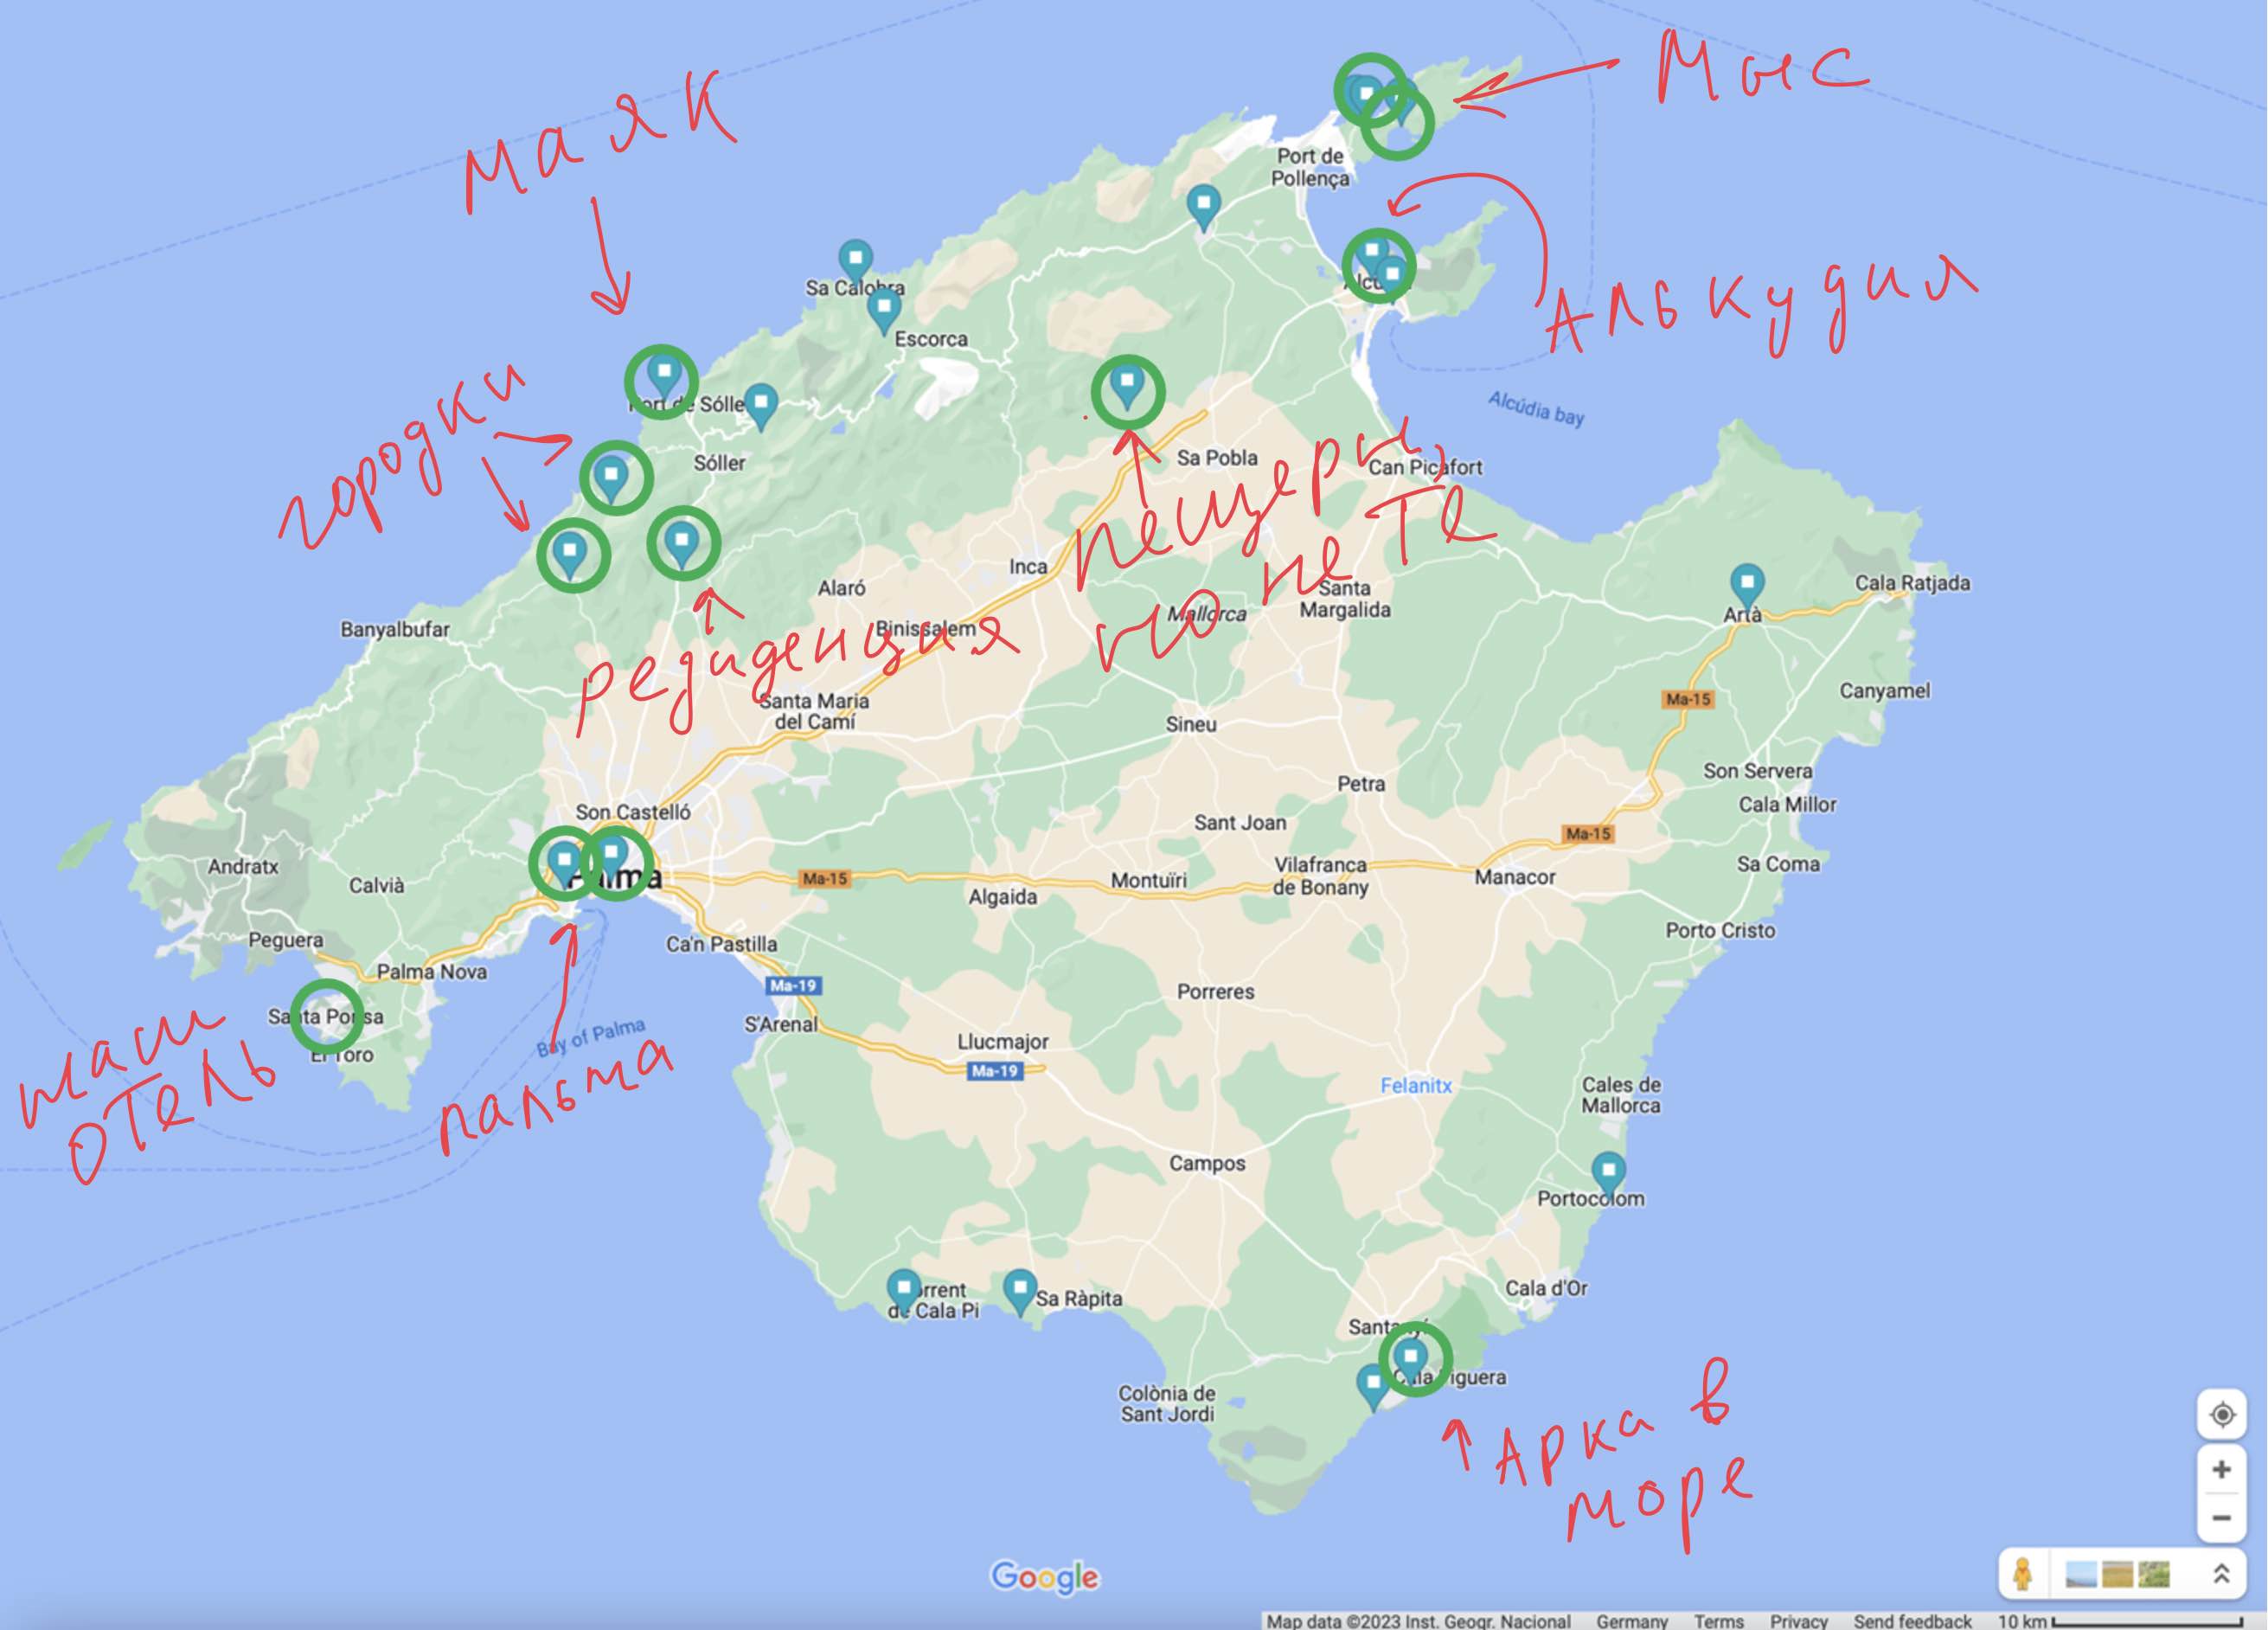 Маяк
Мыс
Port de
Pollença
Алькудия
Sa Calobra
Escorca
городки
Port de Sólle
Sóller
Alcúdia bay
Sa Pobla
Can Picafort
пещеры,
но не те
Inca
Alaró
Santa
Margalida
Mallorca
Binissalem
Banyalbufar
резиденция
Artà
Cala Ratjada
Canyamel
Ma-15
Santa Maria
del Camí
Sineu
Petra
Son Servera
Cala Millor
Son Castelló
Sant Joan
Ma-15
Andratx
Calvià
Palma
Ma-15
Algaida
Montuïri
Vilafranca
de Bonany
Manacor
Sa Coma
Peguera
Palma Nova
Ca'n Pastilla
Porto Cristo
Ma-19
Porreres
Santa Ponsa
El Toro
наш
отель
Bay of Palma
пальма
S'Arenal
Llucmajor
Ma-19
Felanitx
Cales de
Mallorca
Campos
Portocolom
Torrent
de Cala Pi
Sa Ràpita
Cala d'Or
Santanyí
Cala Figuera
Colònia de
Sant Jordi
Арка в
море
Google
Map data ©2023 Inst. Geogr. Nacional Germany Terms Privacy Send feedback 10 km